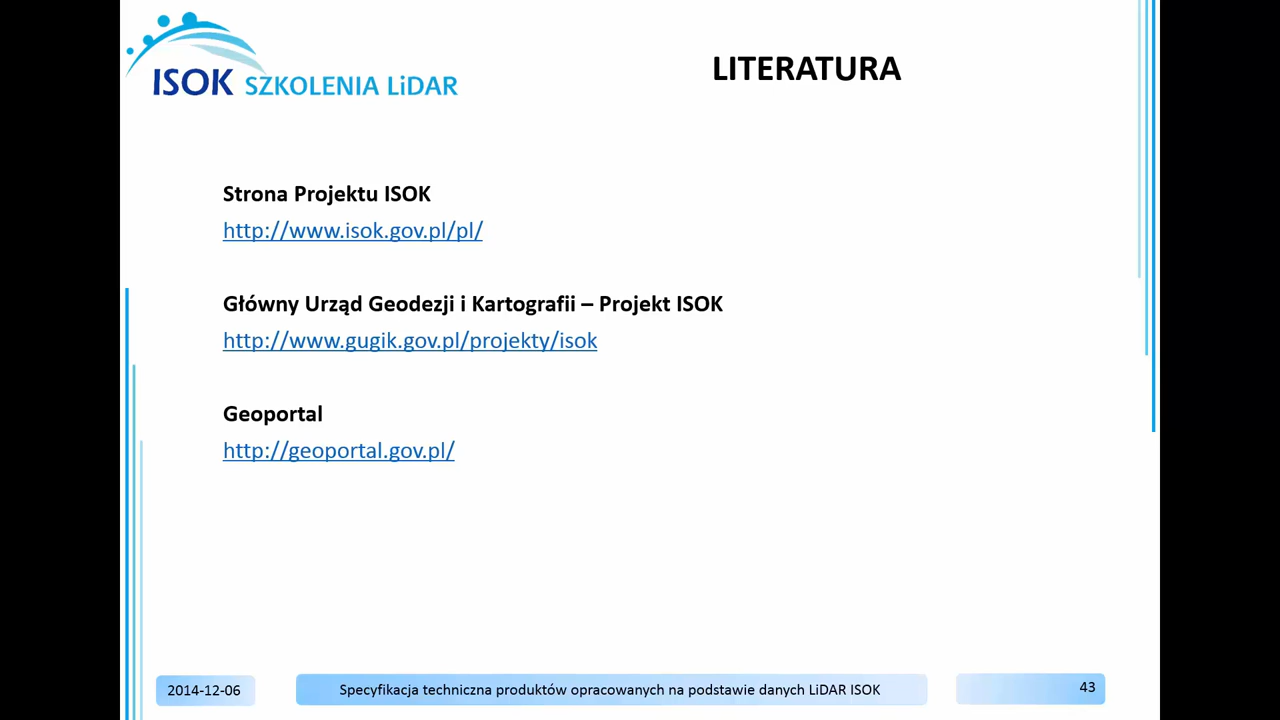 ISOK SZKOLENIA LiDAR
LITERATURA
Strona Projektu ISOK
http://www.isok.gov.pl/pl/
Główny Urząd Geodezji i Kartografii – Projekt ISOK
http://www.gugik.gov.pl/projekty/isok
Geoportal
http://geoportal.gov.pl/
2014-12-06
Specyfikacja techniczna produktów opracowanych na podstawie danych LiDAR ISOK
43